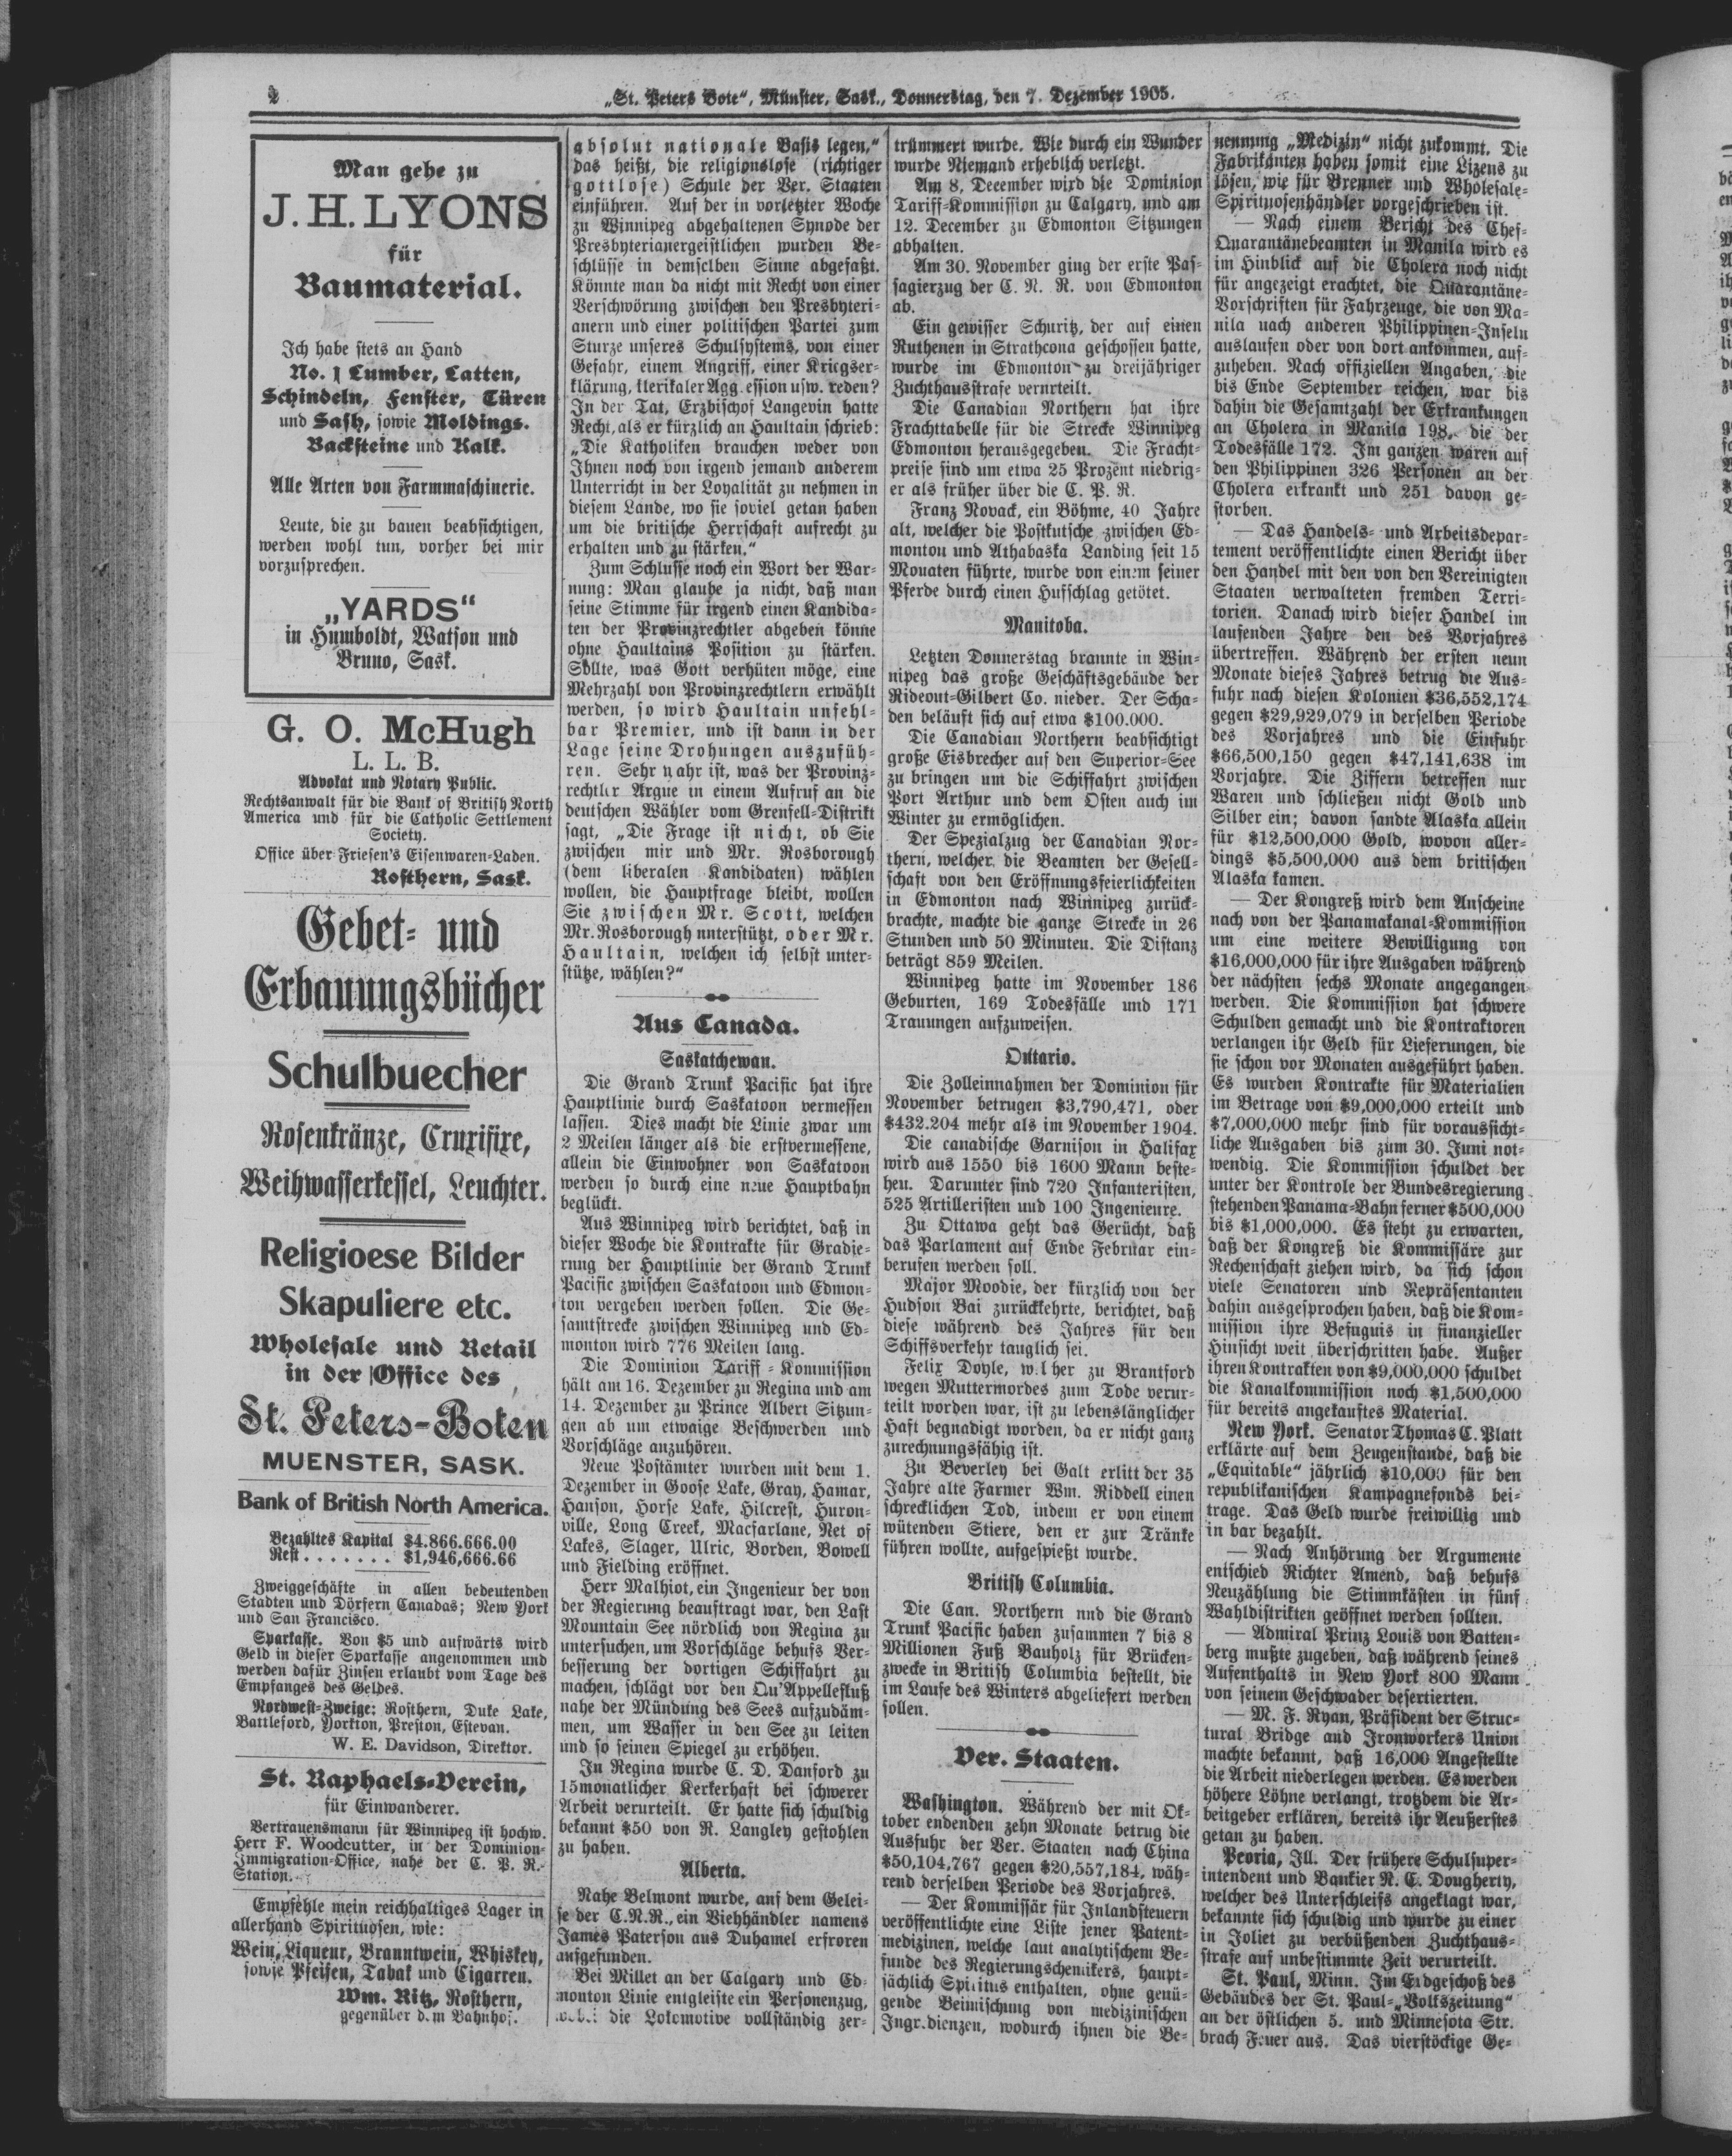 2
„St. Peters Bote“, Münster, Sask., Donnerstag, den 7. Dezember 1905.
Man gehe zu
J. H. LYONS
für
Baumaterial.
Ich habe stets an Hand
No. 1 Lumber, Latten,
Schindeln, Fenster, Türen
und Sash, sowie Moldings.
Backsteine und Kalk.
Alle Arten von Farmmaschinerie.
Leute, die zu bauen beabsichtigen,
werden wohl tun, vorher bei mir
vorzusprechen.
„YARDS“
in Humboldt, Watson und
Bruno, Sask.
G. O. McHugh
L. L. B.
Advokat und Notary Public.
Rechtsanwalt für die Bank of British North
America und für die Catholic Settlement
Society.
Office über Friesen's Eisenwaren-Laden.
Rosthern, Sask.
Gebet- und
Erbauungsbücher
Schulbuecher
Rosenkränze, Cruxifixe,
Weihwasserkessel, Leuchter.
Religioese Bilder
Skapuliere etc.
Wholesale und Retail
in der Office des
St. Peters-Boten
MUENSTER, SASK.
Bank of British North America.
Bezahltes Kapital $4.866.666.00
Rest . . . . . . . $1,946,666.66
Zweiggeschäfte in allen bedeutenden
Städten und Dörfern Canadas; New York
und San Francisco.
Sparkasse. Von $5 und aufwärts wird
Geld in dieser Sparkasse angenommen und
werden dafür Zinsen erlaubt vom Tage des
Empfanges des Geldes.
Nordwest-Zweige: Rosthern, Duke Lake,
Battleford, Yorkton, Preston, Estevan.
W. E. Davidson, Direktor.
St. Raphaels-Verein,
für Einwanderer.
Vertrauensmann für Winnipeg ist hochw.
Herr F. Woodcutter, in der Dominion-
Immigration-Office, nahe der C. P. R.-
Station.
Empfehle mein reichhaltiges Lager in
allerhand Spirituosen, wie:
Wein, Liqueur, Branntwein, Whiskey,
sowie Pfeifen, Tabak und Cigarren.
Wm. Ritz, Rosthern,
gegenüber dem Bahnhof.
absolut nationale Basis legen,“
das heißt, die religionslose (richtiger
gottlose) Schule der Ver. Staaten
einführen. Auf der in vorletzter Woche
zu Winnipeg abgehaltenen Synode der
Presbyterianergeistlichen wurden Be-
schlüsse in demselben Sinne abgefaßt.
Könnte man da nicht mit Recht von einer
Verschwörung zwischen den Presbyteri-
anern und einer politischen Partei zum
Sturze unseres Schulsystems, von einer
Gefahr, einem Angriff, einer Kriegser-
klärung, klerikaler Agg ession usw. reden?
In der Tat, Erzbischof Langevin hatte
Recht, als er kürzlich an Haultain schrieb:
„Die Katholiken brauchen weder von
Ihnen noch von irgend jemand anderem
Unterricht in der Loyalität zu nehmen in
diesem Lande, wo sie soviel getan haben
um die britische Herrschaft aufrecht zu
erhalten und zu stärken.“
Zum Schlusse noch ein Wort der War-
nung: Man glaube ja nicht, daß man
seine Stimme für irgend einen Kandida-
ten der Provinzrechtler abgeben könne
ohne Haultains Position zu stärken.
Sollte, was Gott verhüten möge, eine
Mehrzahl von Provinzrechtlern erwählt
werden, so wird Haultain unfehl-
bar Premier, und ist dann in der
Lage seine Drohungen auszufüh-
ren. Sehr wahr ist, was der Provinz-
rechtler Argue in einem Aufruf an die
deutschen Wähler vom Grenfell-Distrikt
sagt, „Die Frage ist nicht, ob Sie
zwischen mir und Mr. Rosborough
(dem liberalen Kandidaten) wählen
wollen, die Hauptfrage bleibt, wollen
Sie zwischen Mr. Scott, welchen
Mr. Rosborough unterstützt, oder Mr.
Haultain, welchen ich selbst unter-
stütze, wählen?“
Aus Canada.
Saskatchewan.
Die Grand Trunk Pacific hat ihre
Hauptlinie durch Saskatoon vermessen
lassen. Dies macht die Linie zwar um
2 Meilen länger als die erstvermessene,
allein die Einwohner von Saskatoon
werden so durch eine neue Hauptbahn
beglückt.
Aus Winnipeg wird berichtet, daß in
dieser Woche die Kontrakte für Gradie-
rung der Hauptlinie der Grand Trunk
Pacific zwischen Saskatoon und Edmon-
ton vergeben werden sollen. Die Ge-
samtstrecke zwischen Winnipeg und Ed-
monton wird 776 Meilen lang.
Die Dominion Tariff-Kommission
hält am 16. Dezember zu Regina und am
14. Dezember zu Prince Albert Sitzun-
gen ab um etwaige Beschwerden und
Vorschläge anzuhören.
Neue Postämter wurden mit dem 1.
Dezember in Goose Lake, Gray, Hamar,
Hanson, Horse Lake, Hilcrest, Huron-
ville, Long Creek, Macfarlane, Net of
Lakes, Slager, Ulric, Borden, Bowell
und Fielding eröffnet.
Herr Malhiot, ein Ingenieur der von
der Regierung beauftragt war, den Last
Mountain See nördlich von Regina zu
untersuchen, um Vorschläge behufs Ver-
besserung der dortigen Schiffahrt zu
machen, schlägt vor den Qu'Appellefluß
nahe der Mündung des Sees aufzudäm-
men, um Wasser in den See zu leiten
und so seinen Spiegel zu erhöhen.
In Regina wurde C. D. Danford zu
15monatlicher Kerkerhaft bei schwerer
Arbeit verurteilt. Er hatte sich schuldig
bekannt $50 von R. Langley gestohlen
zu haben.
Alberta.
Nahe Belmont wurde, auf dem Gelei-
se der C.N.R., ein Viehhändler namens
James Paterson aus Duhamel erfroren
aufgefunden.
Bei Millet an der Calgary und Ed-
monton Linie entgleiste ein Personenzug,
wobei die Lokomotive vollständig zer-
trümmert wurde. Wie durch ein Wunder
wurde Niemand erheblich verletzt.
Am 8. December wird die Dominion
Tariff-Kommission zu Calgary, und am
12. December zu Edmonton Sitzungen
abhalten.
Am 30. November ging der erste Pas-
sagierzug der C. N. R. von Edmonton
ab.
Ein gewisser Schuritz, der auf einen
Ruthenen in Strathcona geschossen hatte,
wurde im Edmonton zu dreijähriger
Zuchthausstrafe verurteilt.
Die Canadian Northern hat ihre
Frachttabelle für die Strecke Winnipeg
Edmonton herausgegeben. Die Fracht-
preise sind um etwa 25 Prozent niedrig-
er als früher über die C. P. R.
Franz Novack, ein Böhme, 40 Jahre
alt, welcher die Postkutsche zwischen Ed-
monton und Athabaska Landing seit 15
Monaten führte, wurde von einem seiner
Pferde durch einen Hufschlag getötet.
Manitoba.
Letzten Donnerstag brannte in Win-
nipeg das große Geschäftsgebäude der
Rideout-Gilbert Co. nieder. Der Scha-
den beläuft sich auf etwa $100.000.
Die Canadian Northern beabsichtigt
große Eisbrecher auf den Superior-See
zu bringen um die Schiffahrt zwischen
Port Arthur und dem Osten auch im
Winter zu ermöglichen.
Der Spezialzug der Canadian Nor-
thern, welcher die Beamten der Gesell-
schaft von den Eröffnungsfeierlichkeiten
in Edmonton nach Winnipeg zurück-
brachte, machte die ganze Strecke in 26
Stunden und 50 Minuten. Die Distanz
beträgt 859 Meilen.
Winnipeg hatte im November 186
Geburten, 169 Todesfälle und 171
Trauungen aufzuweisen.
Ontario.
Die Zolleinnahmen der Dominion für
November betrugen $3,790,471, oder
$432.204 mehr als im November 1904.
Die canadische Garnison in Halifax
wird aus 1550 bis 1600 Mann beste-
hen. Darunter sind 720 Infanteristen,
525 Artilleristen und 100 Ingenieure.
Zu Ottawa geht das Gerücht, daß
das Parlament auf Ende Februar ein-
berufen werden soll.
Major Moodie, der kürzlich von der
Hudson Bai zurückkehrte, berichtet, daß
diese während des Jahres für den
Schiffsverkehr tauglich sei.
Felix Doyle, w.lher zu Brantford
wegen Muttermordes zum Tode verur-
teilt worden war, ist zu lebenslänglicher
Haft begnadigt worden, da er nicht ganz
zurechnungsfähig ist.
Zu Beverley bei Galt erlitt der 35
Jahre alte Farmer Wm. Riddell einen
schrecklichen Tod, indem er von einem
wütenden Stiere, den er zur Tränke
führen wollte, aufgespießt wurde.
British Columbia.
Die Can. Northern und die Grand
Trunk Pacific haben zusammen 7 bis 8
Millionen Fuß Bauholz für Brücken-
zwecke in British Columbia bestellt, die
im Laufe des Winters abgeliefert werden
sollen.
Ver. Staaten.
Washington. Während der mit Ok-
tober endenden zehn Monate betrug die
Ausfuhr der Ver. Staaten nach China
$50,104,767 gegen $20,557,184, wäh-
rend derselben Periode des Vorjahres.
— Der Kommissär für Inlandsteuern
veröffentlichte eine Liste jener Patent-
medizinen, welche laut analytischem Be-
funde des Regierungschemikers, haupt-
sächlich Spiritus enthalten, ohne genü-
gende Beimischung von medizinischen
Ingredienzen, wodurch ihnen die Be-
nennung „Medizin“ nicht zukommt. Die
Fabrikanten haben somit eine Lizens zu
lösen, wie für Brenner und Wholesale-
Spirituosenhändler vorgeschrieben ist.
— Nach einem Bericht des Chef-
Quarantänebeamten in Manila wird es
im Hinblick auf die Cholera noch nicht
für angezeigt erachtet, die Quarantäne-
Vorschriften für Fahrzeuge, die von Ma-
nila nach anderen Philippinen-Inseln
auslaufen oder von dort ankommen, auf-
zuheben. Nach offiziellen Angaben, die
bis Ende September reichen, war bis
dahin die Gesamtzahl der Erkrankungen
an Cholera in Manila 198, die der
Todesfälle 172. Im ganzen waren auf
den Philippinen 326 Personen an der
Cholera erkrankt und 251 davon ge-
storben.
— Das Handels- und Arbeitsdepar-
tement veröffentlichte einen Bericht über
den Handel mit den von den Vereinigten
Staaten verwalteten fremden Terri-
torien. Danach wird dieser Handel im
laufenden Jahre den des Vorjahres
übertreffen. Während der ersten neun
Monate dieses Jahres betrug die Aus-
fuhr nach diesen Kolonien $36,552,174
gegen $29,929,079 in derselben Periode
des Vorjahres und die Einfuhr
$66,500,150 gegen $47,141,638 im
Vorjahre. Die Ziffern betreffen nur
Waren und schließen nicht Gold und
Silber ein; davon sandte Alaska allein
für $12,500,000 Gold, wovon aller-
dings $5,500,000 aus dem britischen
Alaska kamen.
— Der Kongreß wird dem Anscheine
nach von der Panamakanal-Kommission
um eine weitere Bewilligung von
$16,000,000 für ihre Ausgaben während
der nächsten sechs Monate angegangen
werden. Die Kommission hat schwere
Schulden gemacht und die Kontraktoren
verlangen ihr Geld für Lieferungen, die
sie schon vor Monaten ausgeführt haben.
Es wurden Kontrakte für Materialien
im Betrage von $9,000,000 erteilt und
$7,000,000 mehr sind für voraussicht-
liche Ausgaben bis zum 30. Juni not-
wendig. Die Kommission schuldet der
unter der Kontrole der Bundesregierung
stehenden Panama-Bahn ferner $500,000
bis $1,000,000. Es steht zu erwarten,
daß der Kongreß die Kommissäre zur
Rechenschaft ziehen wird, da sich schon
viele Senatoren und Repräsentanten
dahin ausgesprochen haben, daß die Kom-
mission ihre Befugnis in finanzieller
Hinsicht weit überschritten habe. Außer
ihren Kontrakten von $9,000,000 schuldet
die Kanalkommission noch $1,500,000
für bereits angekauftes Material.
New York. Senator Thomas C. Platt
erklärte auf dem Zeugenstande, daß die
„Equitable“ jährlich $10,000 für den
republikanischen Kampagnefonds bei-
trage. Das Geld wurde freiwillig und
in bar bezahlt.
— Nach Anhörung der Argumente
entschied Richter Amend, daß behufs
Neuzählung die Stimmkästen in fünf
Wahldistrikten geöffnet werden sollten.
— Admiral Prinz Louis von Batten-
berg mußte zugeben, daß während seines
Aufenthalts in New York 800 Mann
von seinem Geschwader desertierten.
— M. F. Ryan, Präsident der Struc-
tural Bridge and Ironworkers Union
machte bekannt, daß 16,000 Angestellte
die Arbeit niederlegen werden. Es werden
höhere Löhne verlangt, trotzdem die Ar-
beitgeber erklären, bereits ihr Aeußerstes
getan zu haben.
Peoria, Ill. Der frühere Schulsuper-
intendent und Bankier N. C. Dougherty,
welcher des Unterschleifs angeklagt war,
bekannte sich schuldig und wurde zu einer
in Joliet zu verbüßenden Zuchthaus-
strafe auf unbestimmte Zeit verurteilt.
St. Paul, Minn. Im Erdgeschoß des
Gebäudes der St. Paul-„Volkszeitung“
an der östlichen 5. und Minnesota Str.
brach Feuer aus. Das vierstöckige Ge-